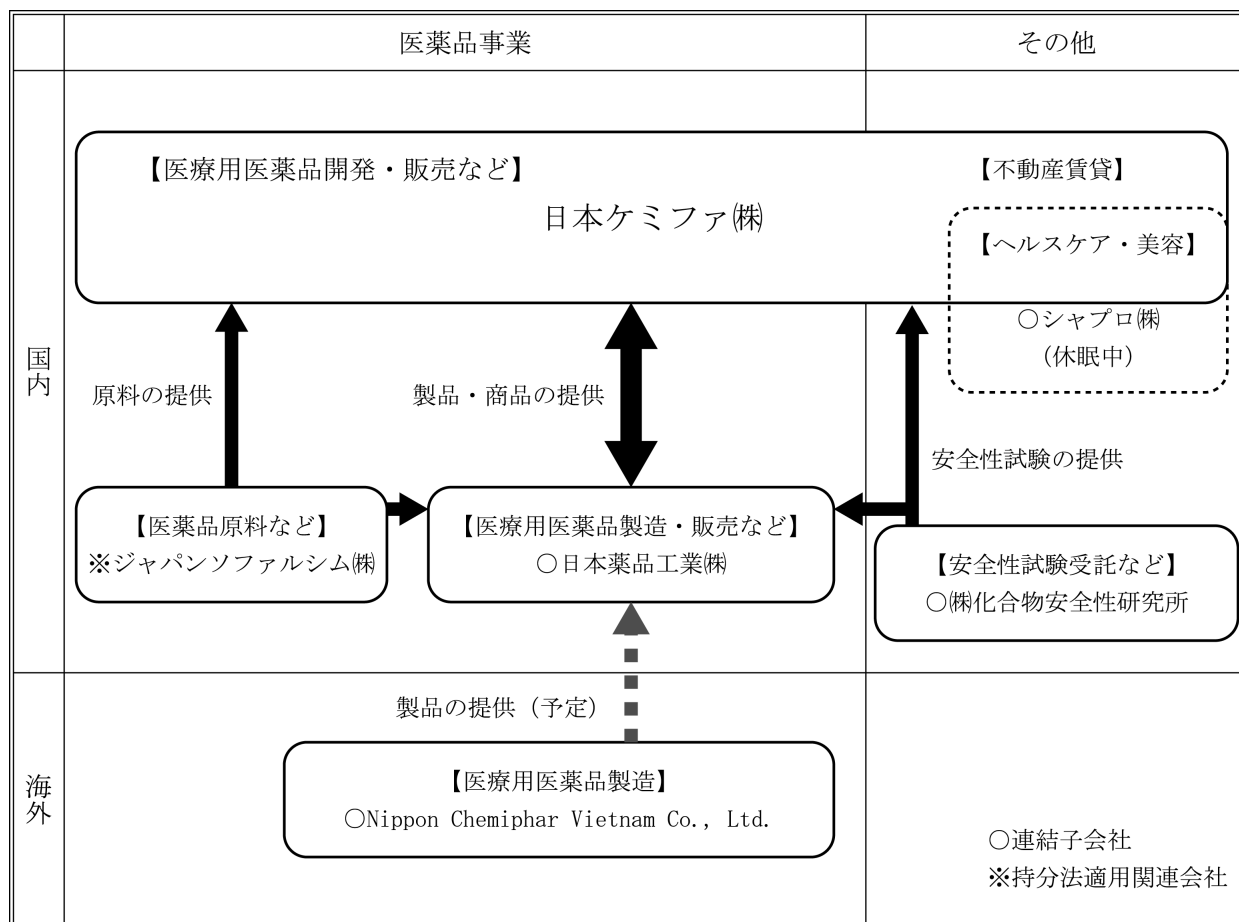 医薬品事業
その他
国内
【医療用医薬品開発・販売など】
【不動産賃貸】
日本ケミファ㈱
【ヘルスケア・美容】
○シャプロ㈱
（休眠中）
原料の提供
製品・商品の提供
安全性試験の提供
【医薬品原料など】
※ジャパンソファルシム㈱
【医療用医薬品製造・販売など】
○日本薬品工業㈱
【安全性試験受託など】
○㈱化合物安全性研究所
海外
製品の提供（予定）
【医療用医薬品製造】
○Nippon Chemiphar Vietnam Co., Ltd.
○連結子会社
※持分法適用関連会社